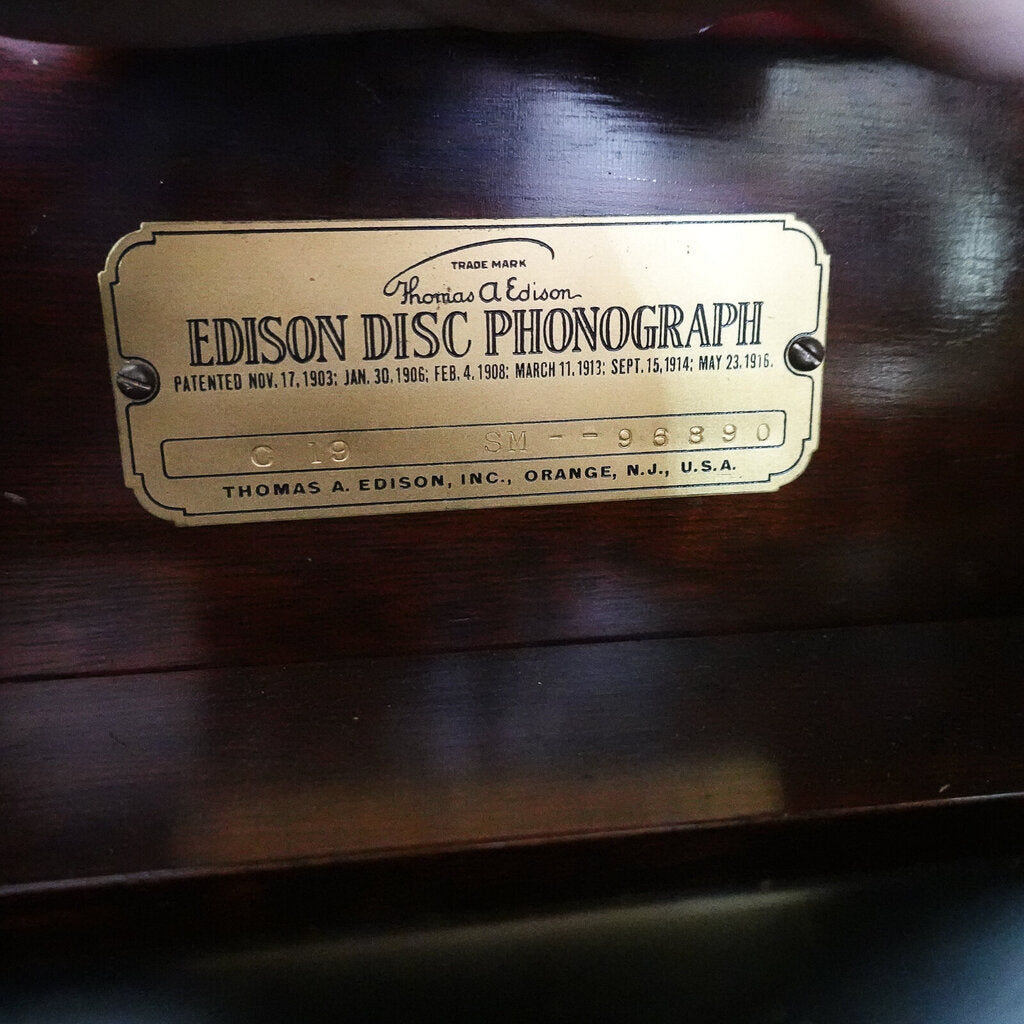 TRADE MARK
Thomas A Edison
EDISON DISC PHONOGRAPH
PATENTED NOV. 17, 1903; JAN. 30, 1906; FEB. 4, 1908; MARCH 11, 1913; SEPT. 15, 1914; MAY 23, 1916.
C 19 SM--96890
THOMAS A. EDISON, INC., ORANGE, N.J., U.S.A.